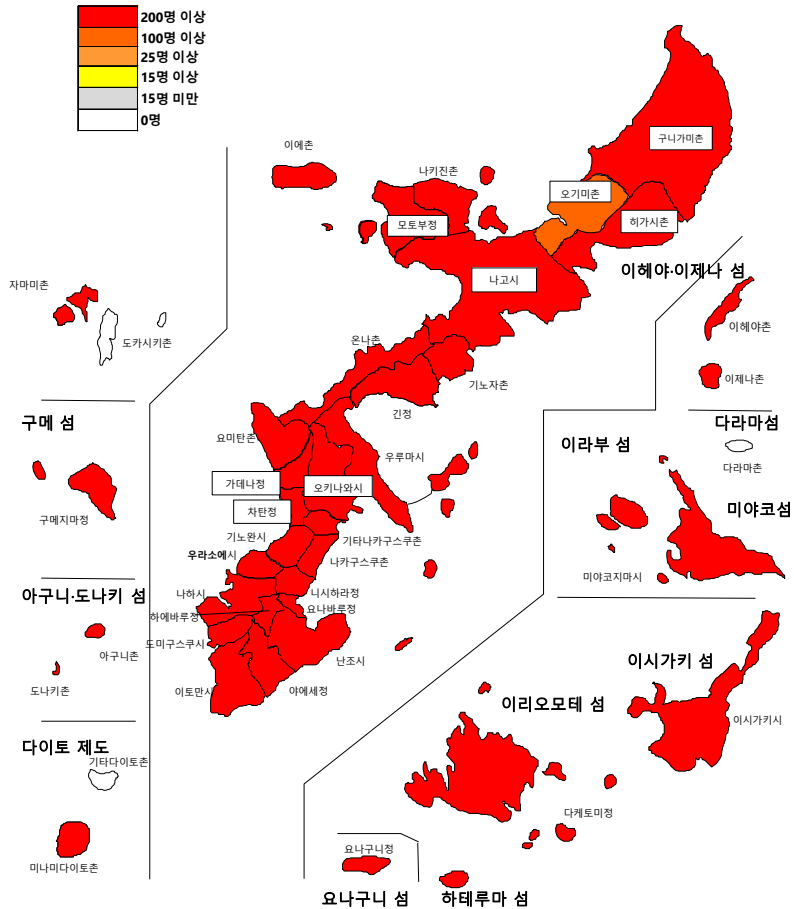 200명 이상
100명 이상
25명 이상
15명 이상
15명 미만
0명
구니가미촌
이에촌
나키진촌
오기미촌
모토부정
히가시촌
나고시
이헤야·이제나 섬
자마미촌
도카시키촌
이헤야촌
온나촌
기노자촌
이제나촌
긴정
구메 섬
다라마섬
요미탄촌
이라부 섬
다라마촌
우루마시
가데나정
오키나와시
차탄정
미야코섬
구메지마정
기노완시
기타나카구스쿠촌
우라소에시
나카구스쿠촌
미야코지마시
아구니·도나키 섬
나하시
니시하라정
요나바루정
하에바루정
도미구스쿠시
아구니촌
난조시
이시가키 섬
도나키촌
이토만시
야에세정
이리오모테 섬
이시가키시
다이토 제도
기타다이토촌
다케토미정
요나구니정
미나미다이토촌
요나구니 섬
하테루마 섬